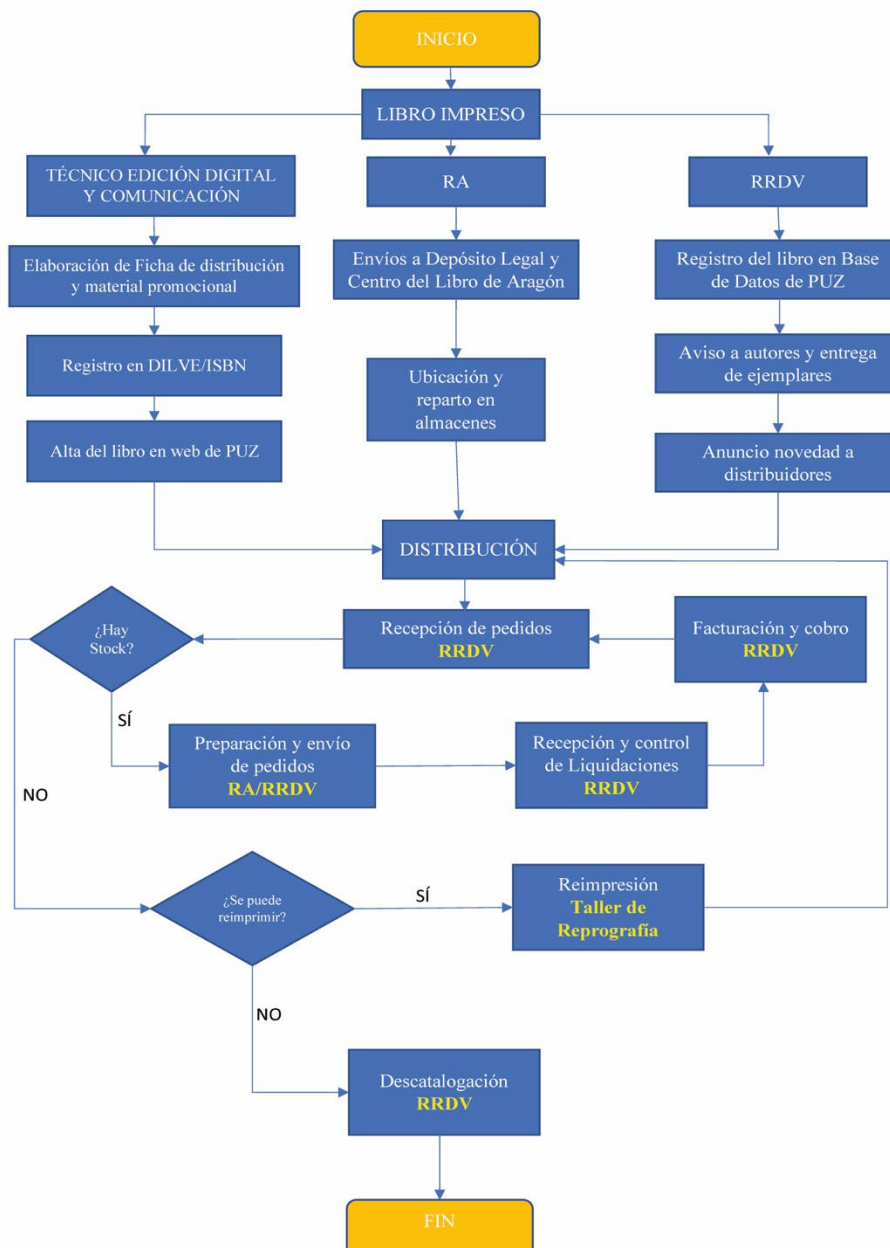 INICIO
LIBRO IMPRESO
TÉCNICO EDICIÓN DIGITAL
Y COMUNICACIÓN
RA
RRDV
Elaboración de Ficha de distribución
y material promocional
Envíos a Depósito Legal y
Centro del Libro de Aragón
Registro del libro en Base
de Datos de PUZ
Registro en DILVE/ISBN
Ubicación y
reparto en
almacenes
Aviso a autores y entrega
de ejemplares
Alta del libro en web de PUZ
Anuncio novedad a
distribuidores
DISTRIBUCIÓN
¿Hay
Stock?
Recepción de pedidos
RRDV
Facturación y cobro
RRDV
SÍ
Preparación y envío
de pedidos
RA/RRDV
Recepción y control
de Liquidaciones
RRDV
NO
¿Se puede
reimprimir?
SÍ
Reimpresión
Taller de
Reprografía
NO
Descatalogación
RRDV
FIN